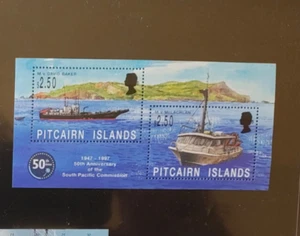 $2.50
PITCAIRN ISLANDS
$2.50
PITCAIRN ISLANDS
50th
1947 - 1997
50th Anniversary
of the
South Pacific Commission